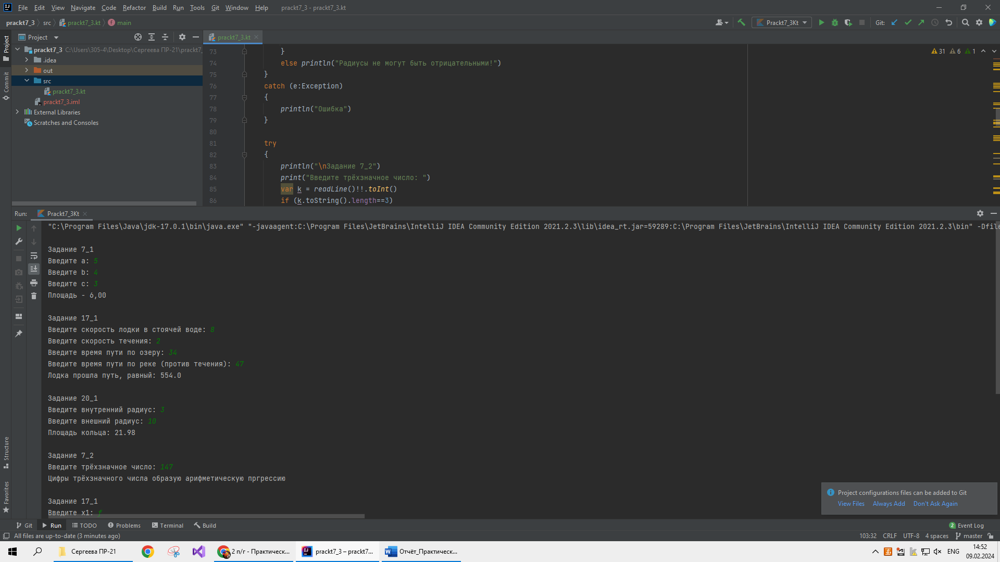 File Edit View Navigate Code Refactor Build Run Tools Git Window Help prackt7_3 - prackt7_3.kt
prackt7_3 src prackt7_3.kt main
Prackt7_3Kt Git:
Project
prackt7_3.kt
prackt7_3 C:\Users\305-4\Desktop\Сергеева ПР-21\prackt7_
.idea
out
src
prackt7_3.kt
prackt7_3.iml
External Libraries
Scratches and Consoles
Project
Commit
31 6 1
73 }
74 else println("Радиусы не могут быть отрицательными!")
75 }
76 catch (e:Exception)
77 {
78 println("Ошибка")
79 }
80
81 try
82 {
83 println("\nЗадание 7_2")
84 print("Введите трёхзначное число: ")
85 var k = readLine()!!.toInt()
86 if (k.toString().length==3)
Run: Prackt7_3Kt
"C:\Program Files\Java\jdk-17.0.1\bin\java.exe" "-javaagent:C:\Program Files\JetBrains\IntelliJ IDEA Community Edition 2021.2.3\lib\idea_rt.jar=59289:C:\Program Files\JetBrains\IntelliJ IDEA Community Edition 2021.2.3\bin" -Dfile
Задание 7_1
Введите a: 5
Введите b: 4
Введите c: 3
Площадь - 6,00
Задание 17_1
Введите скорость лодки в стоячей воде: 8
Введите скорость течения: 2
Введите время пути по озеру: 34
Введите время пути по реке (против течения): 47
Лодка прошла путь, равный: 554.0
Задание 20_1
Введите внутренний радиус: 3
Введите внешний радиус: 10
Площадь кольца: 21.98
Задание 7_2
Введите трёхзначное число: 147
Цифры трёхзначного числа образую арифметическую пргрессию
Задание 17_1
Введите x1: f
Structure
Favorites
Project configurations files can be added to Git
View Files Always Add Don't Ask Again
Git Run TODO Problems Terminal Build
2 Event Log
All files are up-to-date (3 minutes ago)
103:32 CRLF UTF-8 4 spaces master
Сергеева ПР-21
2 п/г - Практическ...
prackt7_3 – prackt7...
Отчёт_Практическ...
ENG
14:52
09.02.2024